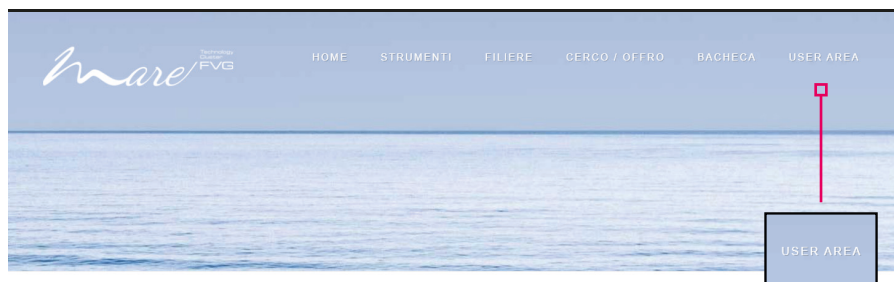 mare
Technology
Cluster
FVG
HOME STRUMENTI FILIERE CERCO / OFFRO BACHECA USER AREA
USER AREA